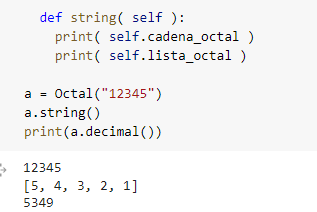 def string( self ):
print( self.cadena_octal )
print( self.lista_octal )
a = Octal("12345")
a.string()
print(a.decimal())
12345
[5, 4, 3, 2, 1]
5349